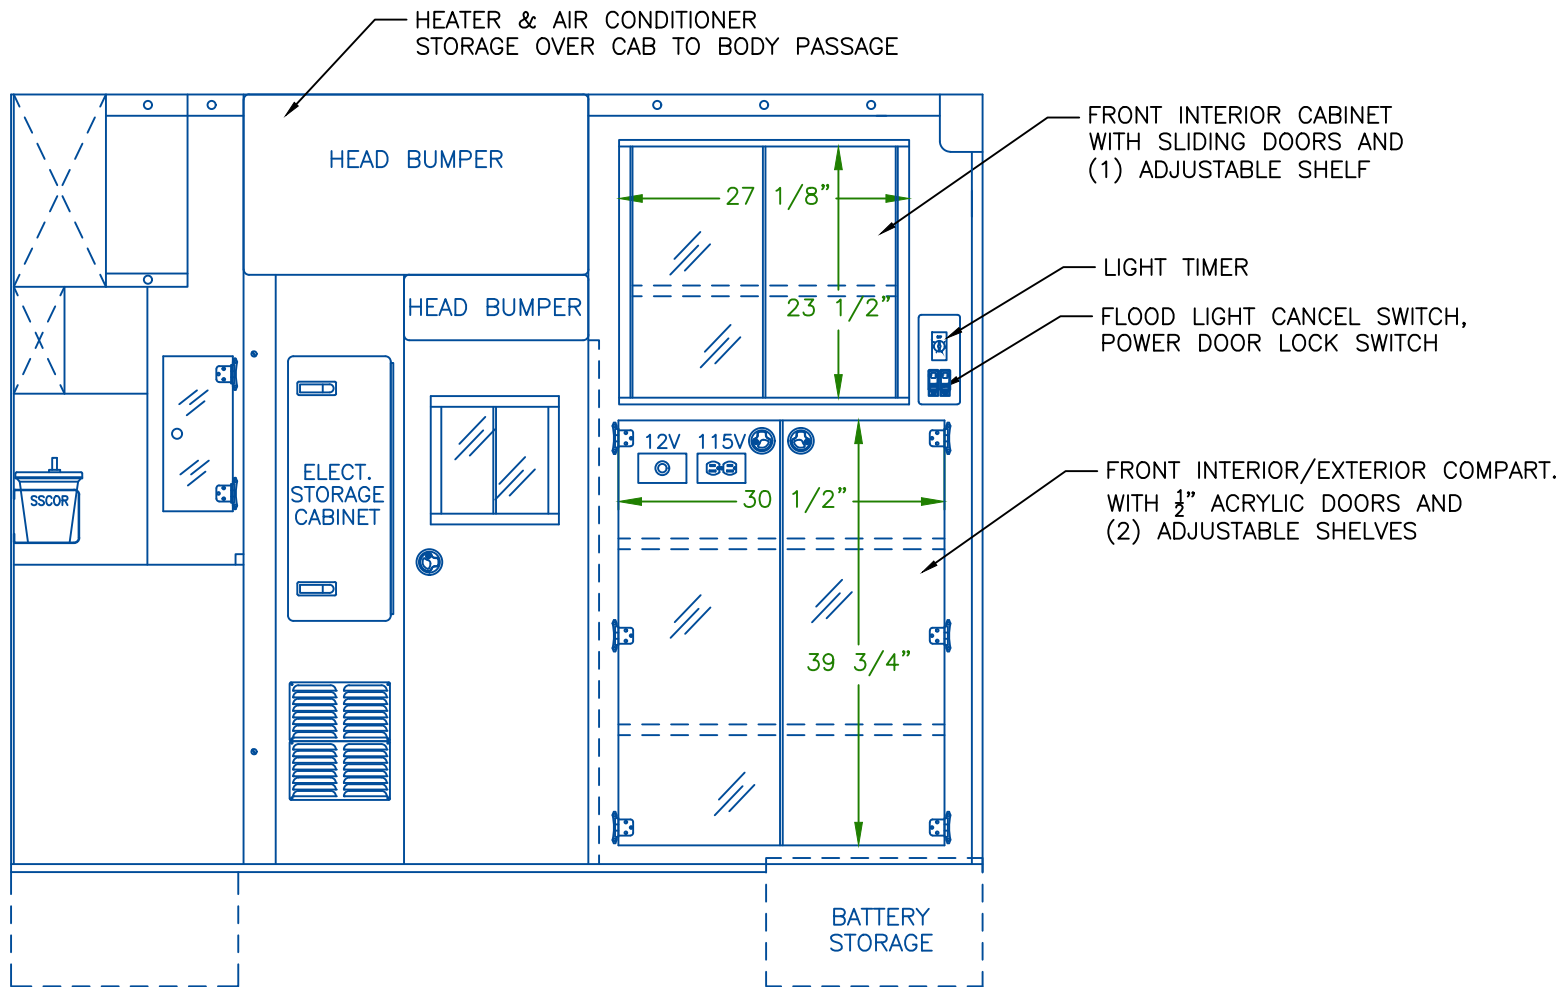 HEATER & AIR CONDITIONER
STORAGE OVER CAB TO BODY PASSAGE
HEAD BUMPER
FRONT INTERIOR CABINET
WITH SLIDING DOORS AND
(1) ADJUSTABLE SHELF
27 1/8”
LIGHT TIMER
HEAD BUMPER
23 1/2”
FLOOD LIGHT CANCEL SWITCH,
POWER DOOR LOCK SWITCH
12V 115V
ELECT.
STORAGE
CABINET
SSCOR
30 1/2”
FRONT INTERIOR/EXTERIOR COMPART.
WITH ½” ACRYLIC DOORS AND
(2) ADJUSTABLE SHELVES
39 3/4”
BATTERY
STORAGE